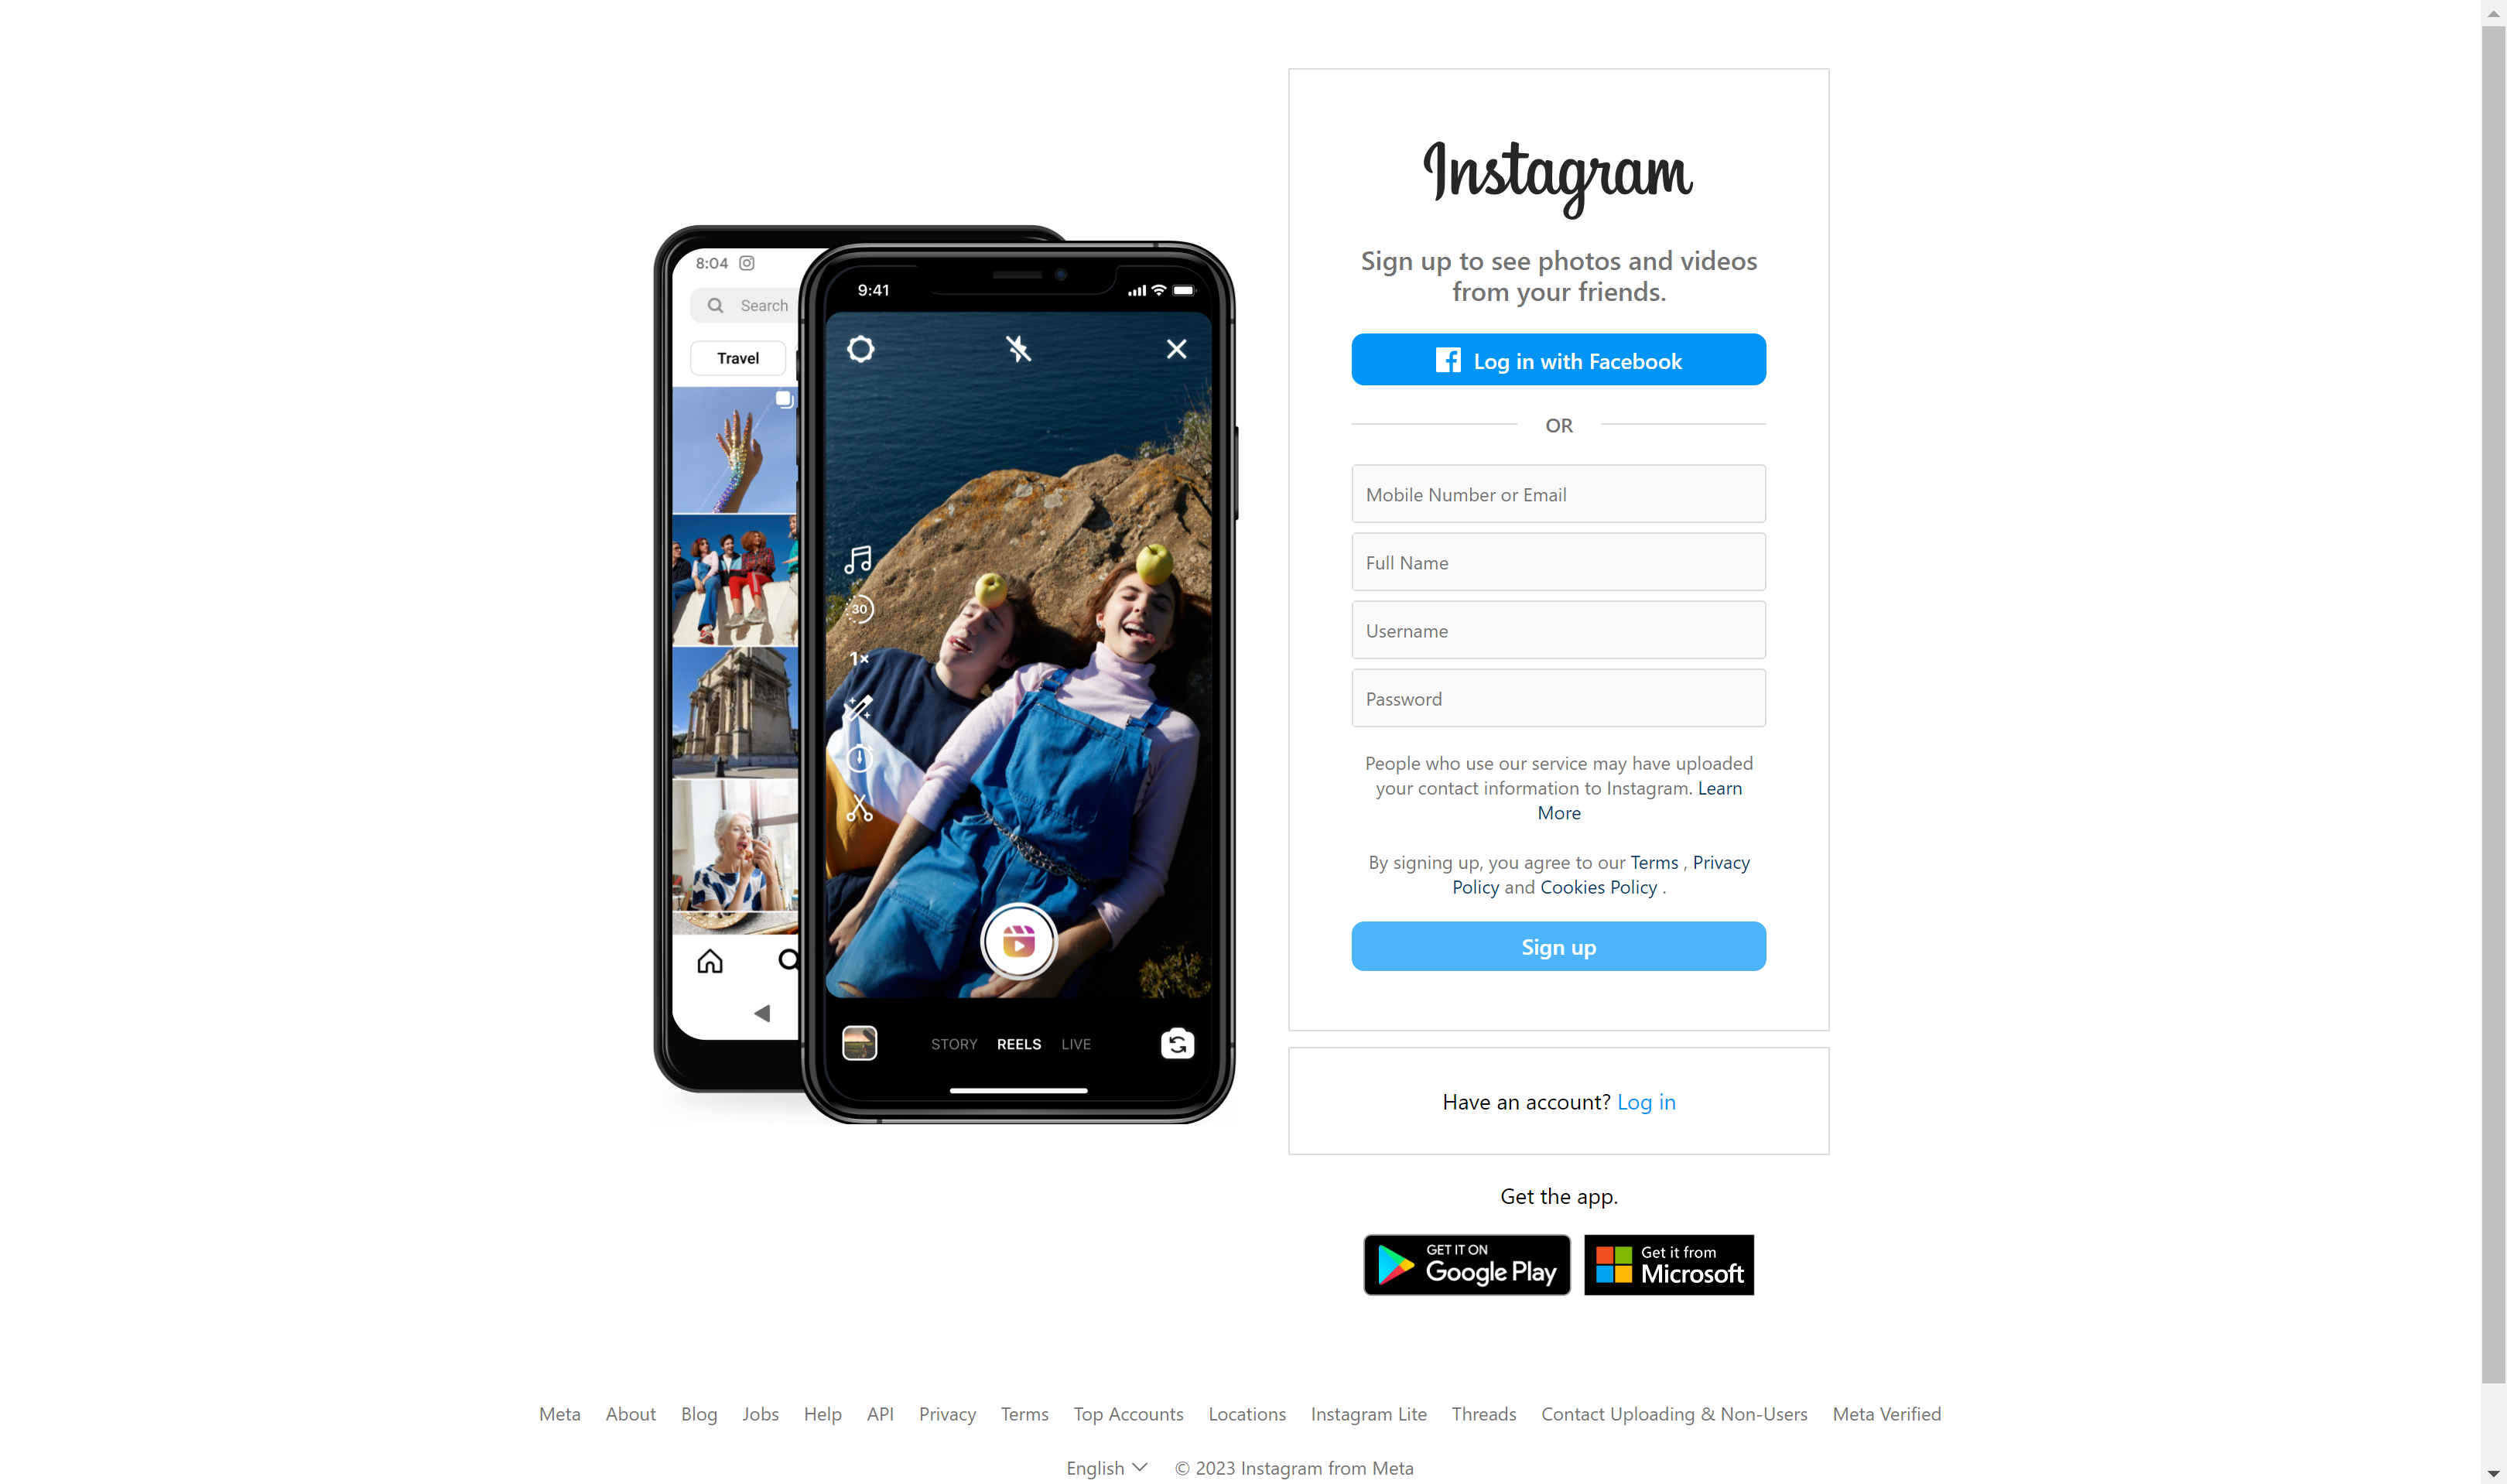 8:04
Search
Travel
9:41
30
1×
STORY REELS LIVE
Instagram
Sign up to see photos and videos
from your friends.
Log in with Facebook
OR
Mobile Number or Email
Full Name
Username
Password
People who use our service may have uploaded
your contact information to Instagram. Learn
More
By signing up, you agree to our Terms , Privacy
Policy and Cookies Policy .
Sign up
Have an account? Log in
Get the app.
GET IT ON
Google Play
Get it from
Microsoft
Meta About Blog Jobs Help API Privacy Terms Top Accounts Locations Instagram Lite Threads Contact Uploading & Non-Users Meta Verified
English © 2023 Instagram from Meta